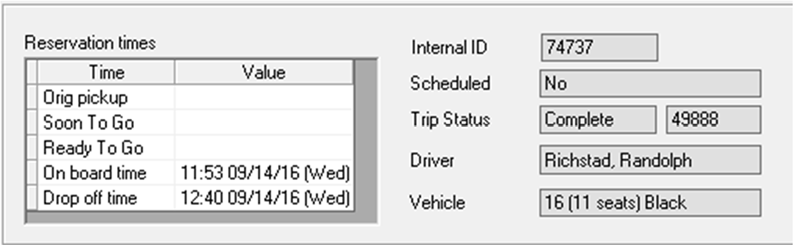 Reservation times
Time Value
Orig pickup
Soon To Go
Ready To Go
On board time 11:53 09/14/16 (Wed)
Drop off time 12:40 09/14/16 (Wed)
Internal ID 74737
Scheduled No
Trip Status Complete 49888
Driver Richstad, Randolph
Vehicle 16 (11 seats) Black